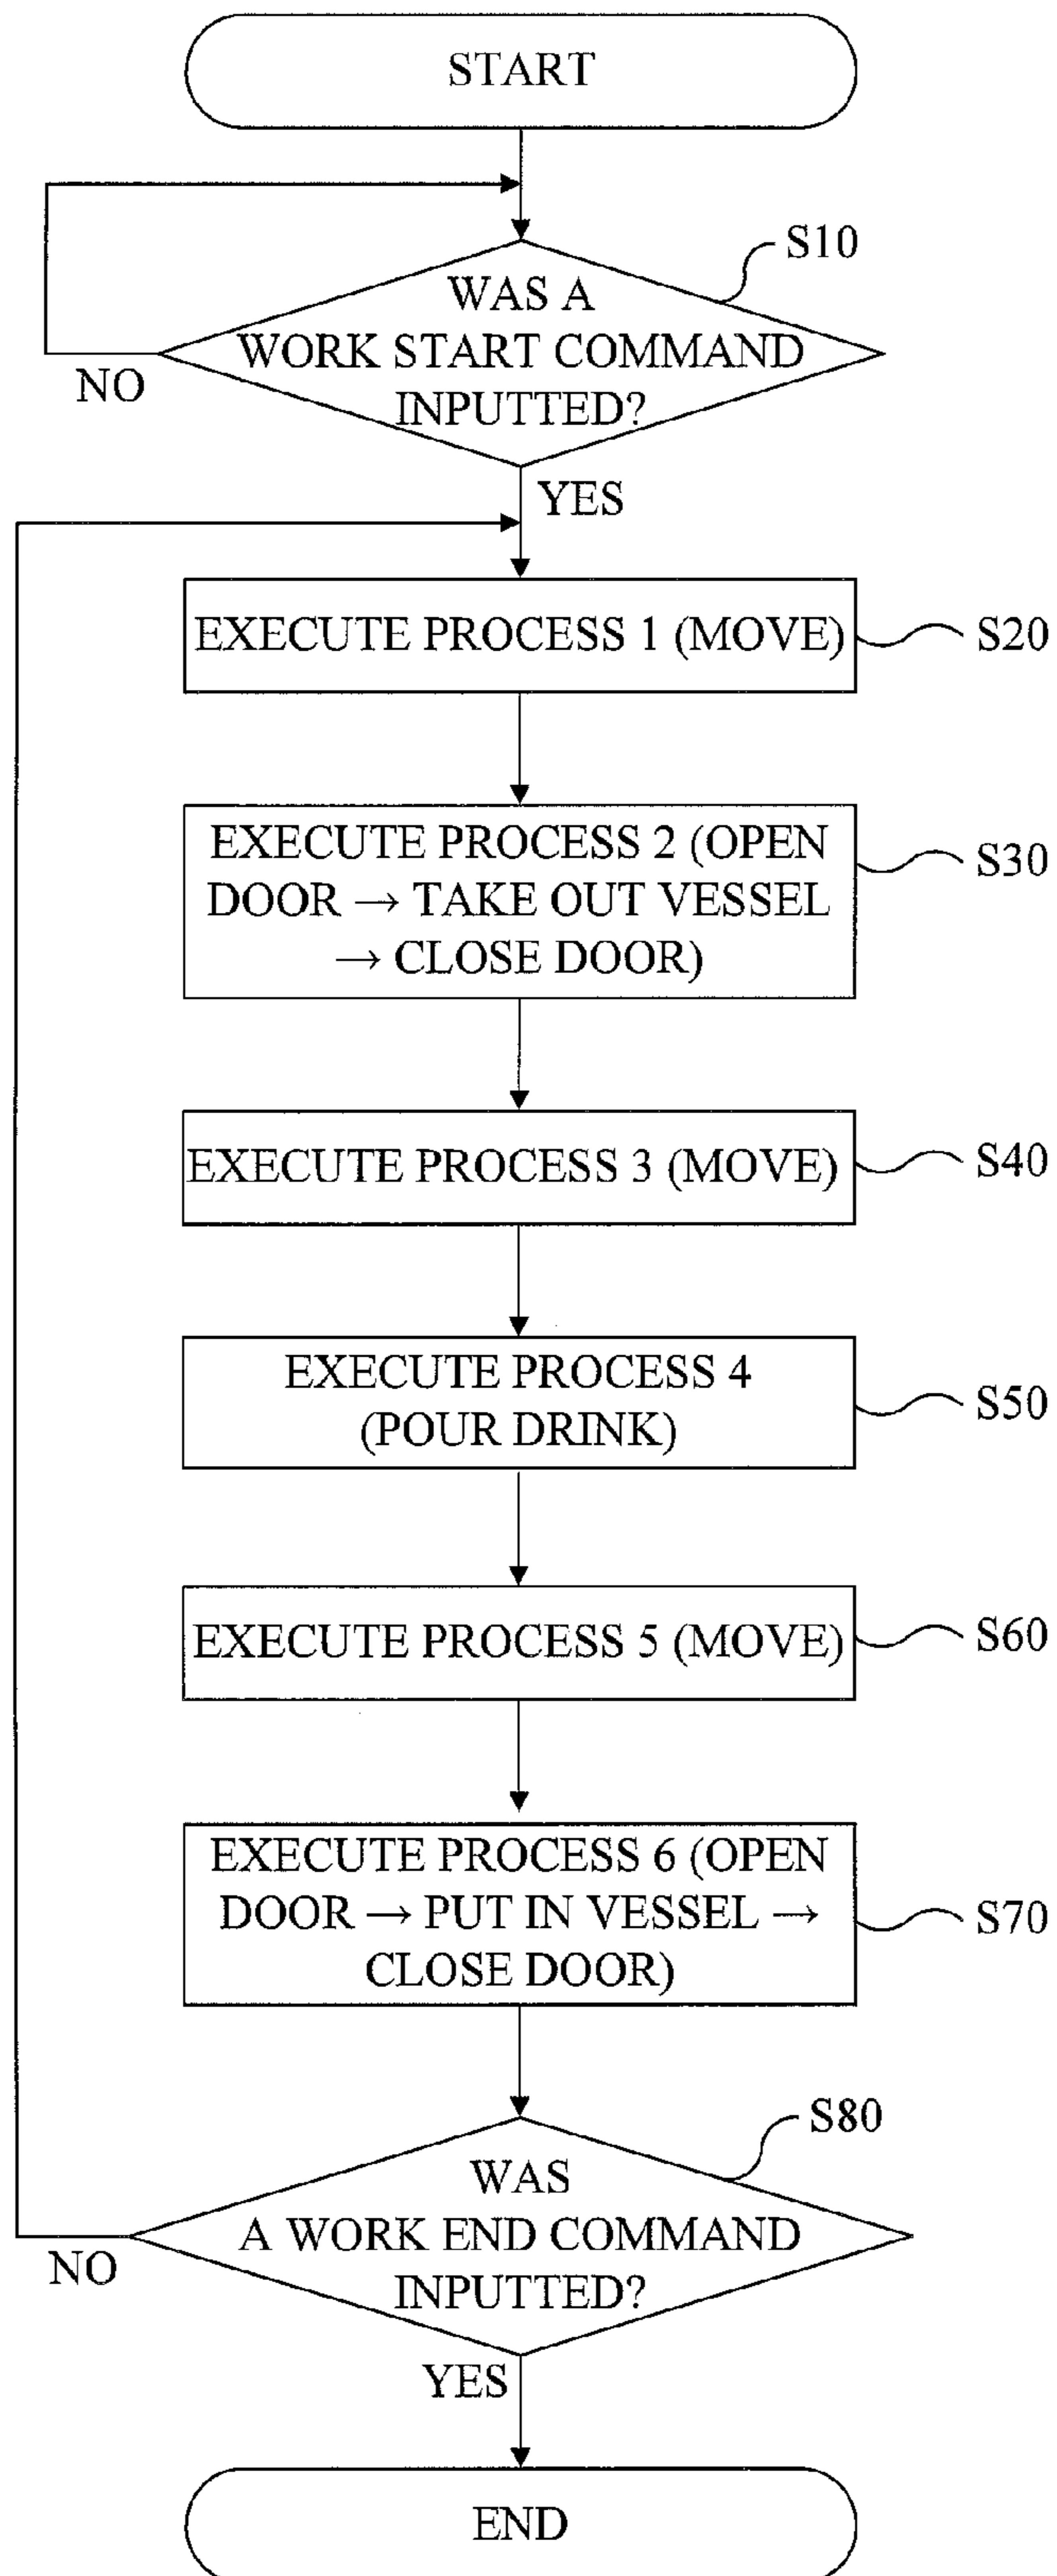 START
S10
WAS A
WORK START COMMAND
INPUTTED?
NO
YES
EXECUTE PROCESS 1 (MOVE)
S20
EXECUTE PROCESS 2 (OPEN
DOOR → TAKE OUT VESSEL
→ CLOSE DOOR)
S30
EXECUTE PROCESS 3 (MOVE)
S40
EXECUTE PROCESS 4
(POUR DRINK)
S50
EXECUTE PROCESS 5 (MOVE)
S60
EXECUTE PROCESS 6 (OPEN
DOOR → PUT IN VESSEL →
CLOSE DOOR)
S70
S80
WAS
A WORK END COMMAND
INPUTTED?
NO
YES
END